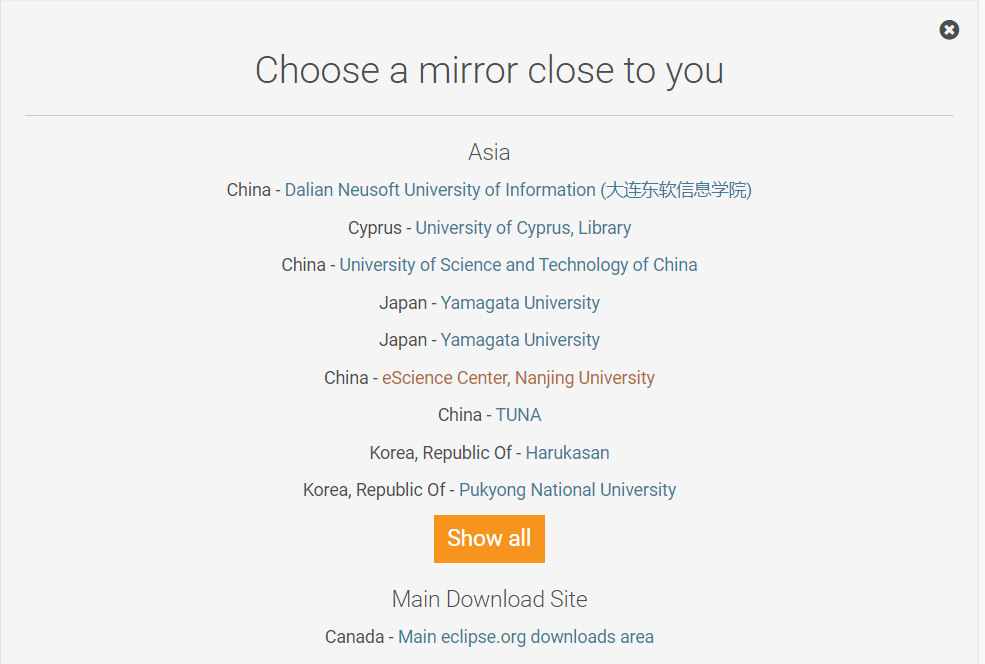 Choose a mirror close to you
Asia
China - Dalian Neusoft University of Information (大连东软信息学院)
Cyprus - University of Cyprus, Library
China - University of Science and Technology of China
Japan - Yamagata University
Japan - Yamagata University
China - eScience Center, Nanjing University
China - TUNA
Korea, Republic Of - Harukasan
Korea, Republic Of - Pukyong National University
Show all
Main Download Site
Canada - Main eclipse.org downloads area